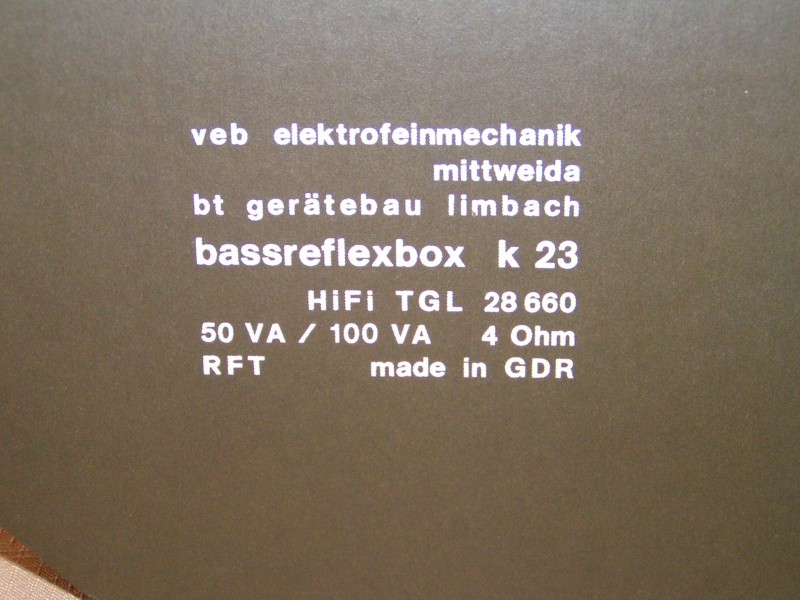 veb elektrofeinmechanik
mittweida
bt gerätebau limbach
bassreflexbox k 23
HiFi TGL 28 660
50 VA / 100 VA 4 Ohm
RFT made in GDR